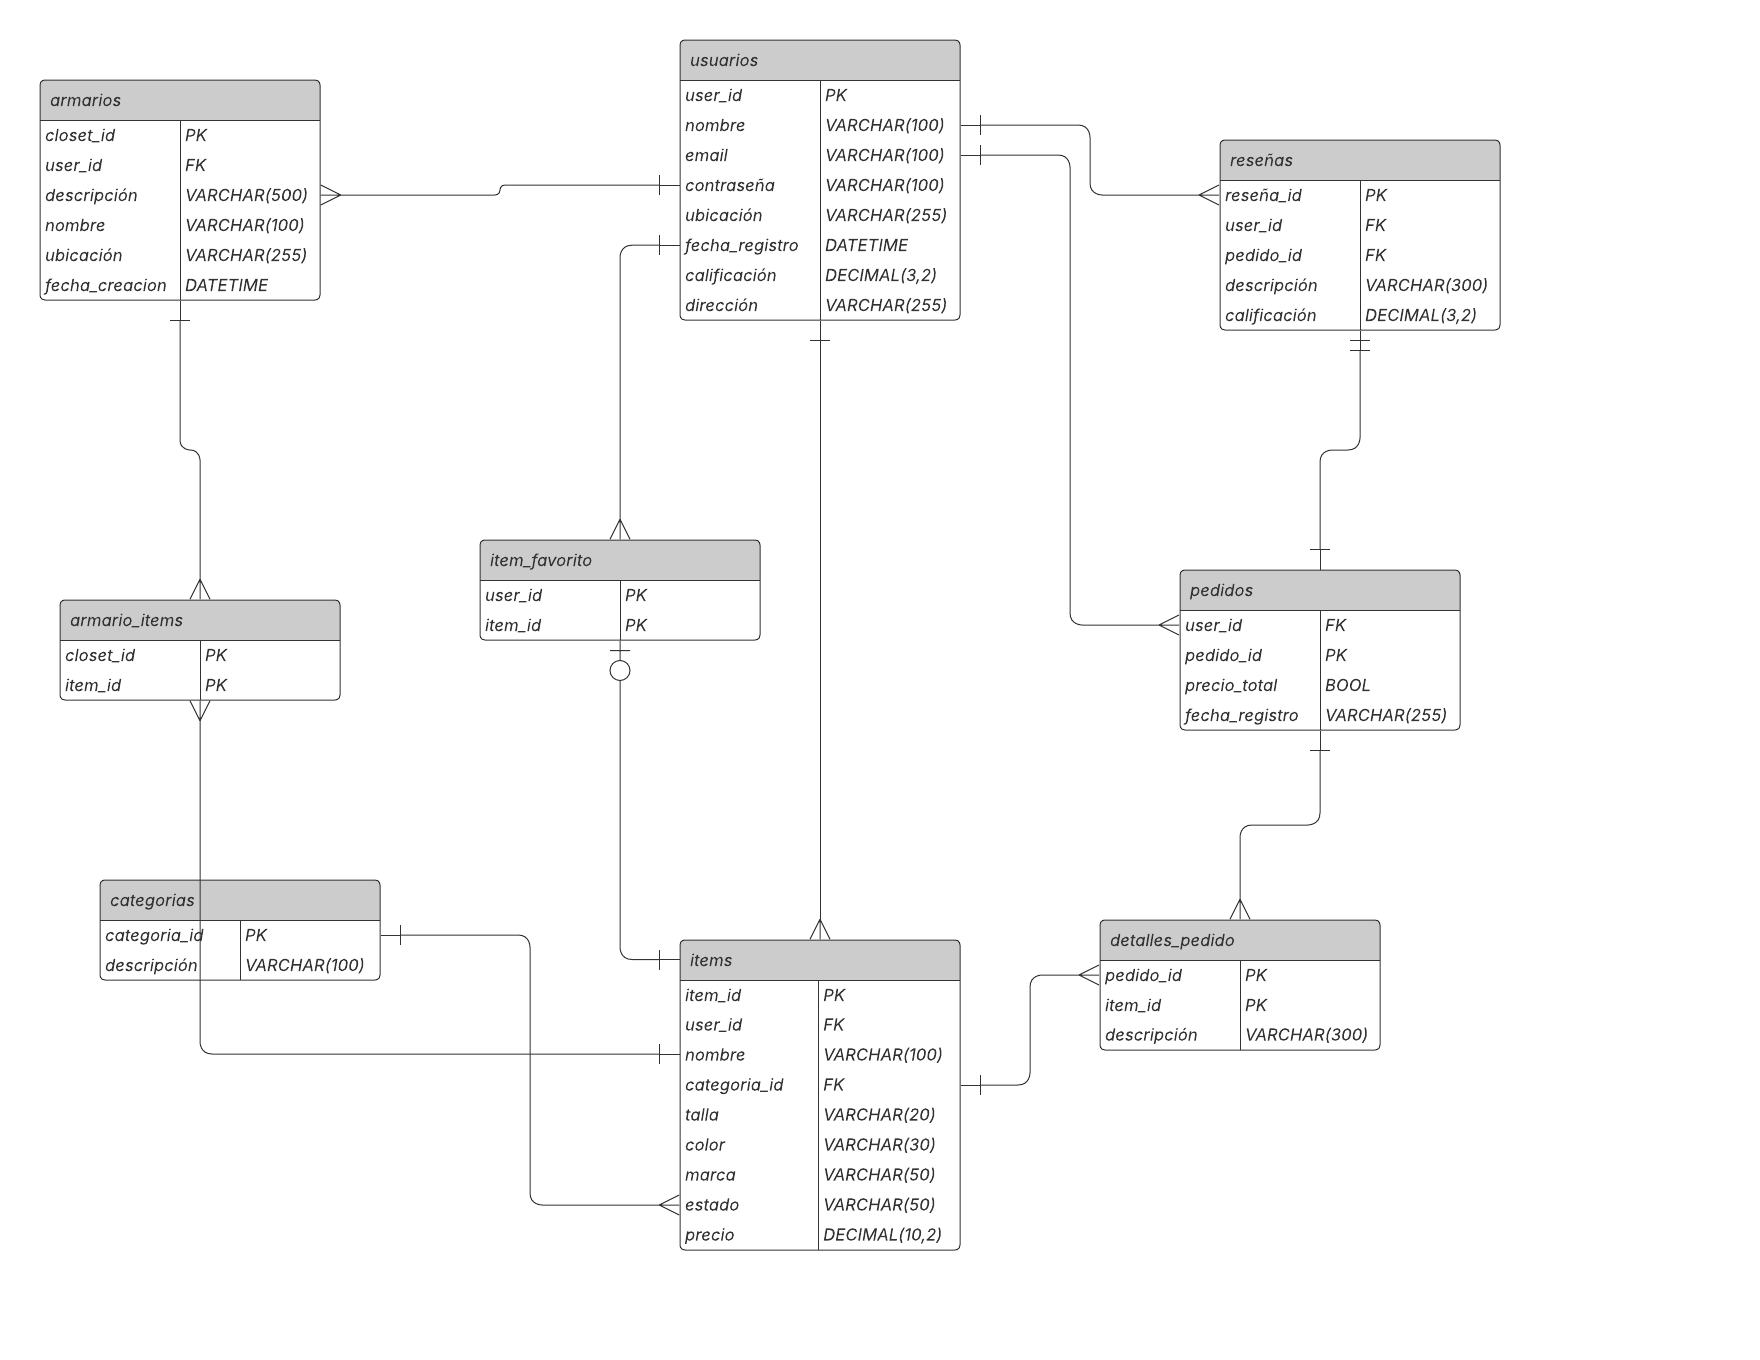 usuarios
user_id PK
nombre VARCHAR(100)
email VARCHAR(100)
contraseña VARCHAR(100)
ubicación VARCHAR(255)
fecha_registro DATETIME
calificación DECIMAL(3,2)
dirección VARCHAR(255)
armarios
closet_id PK
user_id FK
descripción VARCHAR(500)
nombre VARCHAR(100)
ubicación VARCHAR(255)
fecha_creacion DATETIME
reseñas
reseña_id PK
user_id FK
pedido_id FK
descripción VARCHAR(300)
calificación DECIMAL(3,2)
item_favorito
user_id PK
item_id PK
pedidos
user_id FK
pedido_id PK
precio_total BOOL
fecha_registro VARCHAR(255)
armario_items
closet_id PK
item_id PK
categorias
categoria_id PK
descripción VARCHAR(100)
items
item_id PK
user_id FK
nombre VARCHAR(100)
categoria_id FK
talla VARCHAR(20)
color VARCHAR(30)
marca VARCHAR(50)
estado VARCHAR(50)
precio DECIMAL(10,2)
detalles_pedido
pedido_id PK
item_id PK
descripción VARCHAR(300)